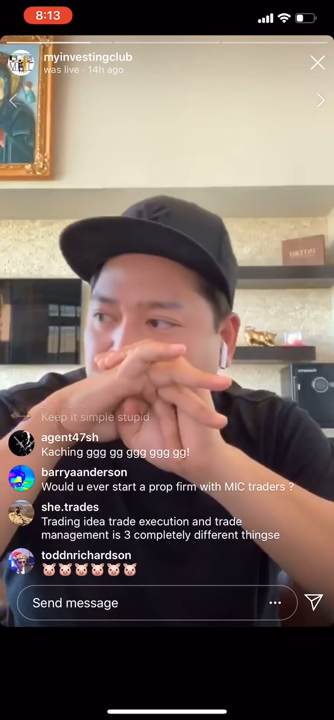 8:13
myinvestingclub
was live · 14h ago
Keep it simple stupid
agent47sh
Kaching ggg gg ggg ggg gg!
barryaanderson
Would u ever start a prop firm with MIC traders ?
she.trades
Trading idea trade execution and trade
management is 3 completely different thingse
toddnrichardson
Send message